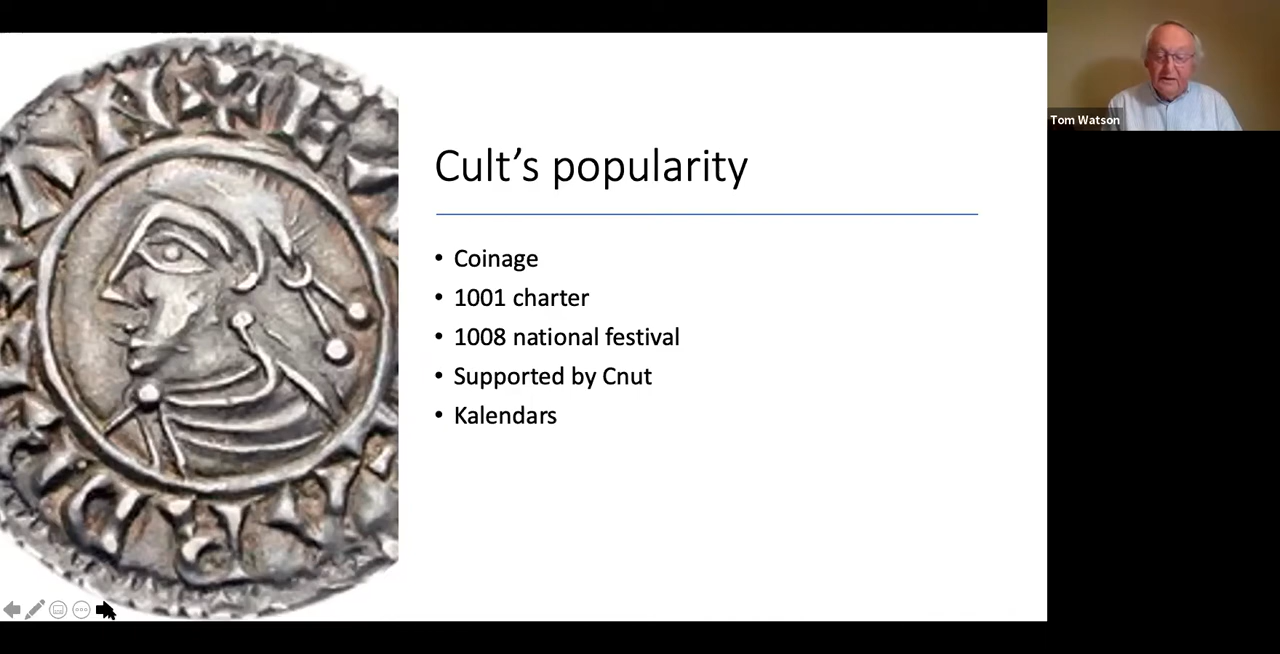 Cult’s popularity
• Coinage
• 1001 charter
• 1008 national festival
• Supported by Cnut
• Kalendars
Tom Watson